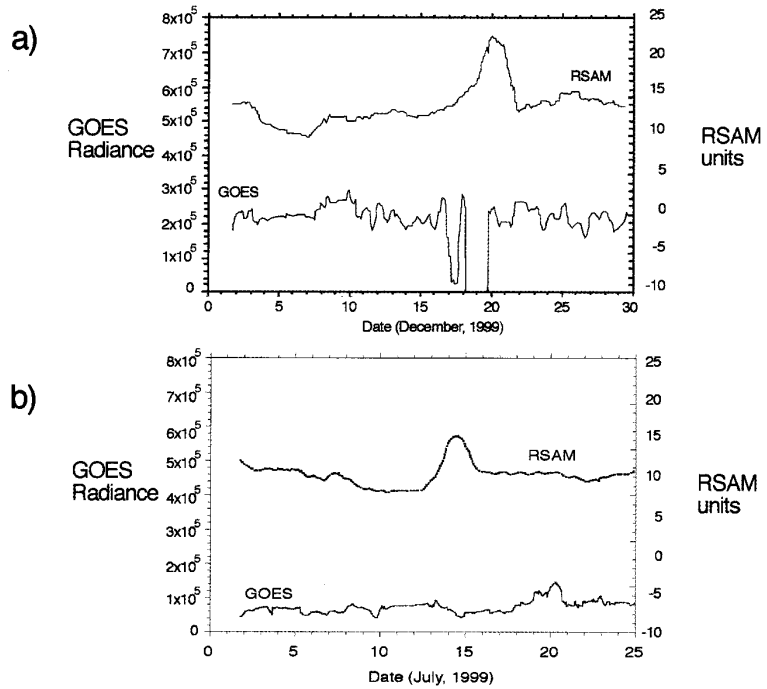 a)
8x10^5
7x10^5
6x10^5
5x10^5
4x10^5
3x10^5
2x10^5
1x10^5
0
GOES
Radiance
RSAM
GOES
25
20
15
10
5
0
-5
-10
RSAM
units
0 5 10 15 20 25 30
Date (December, 1999)
b)
8x10^5
7x10^5
6x10^5
5x10^5
4x10^5
3x10^5
2x10^5
1x10^5
0
GOES
Radiance
RSAM
GOES
25
20
15
10
5
0
-5
-10
RSAM
units
0 5 10 15 20 25
Date (July, 1999)